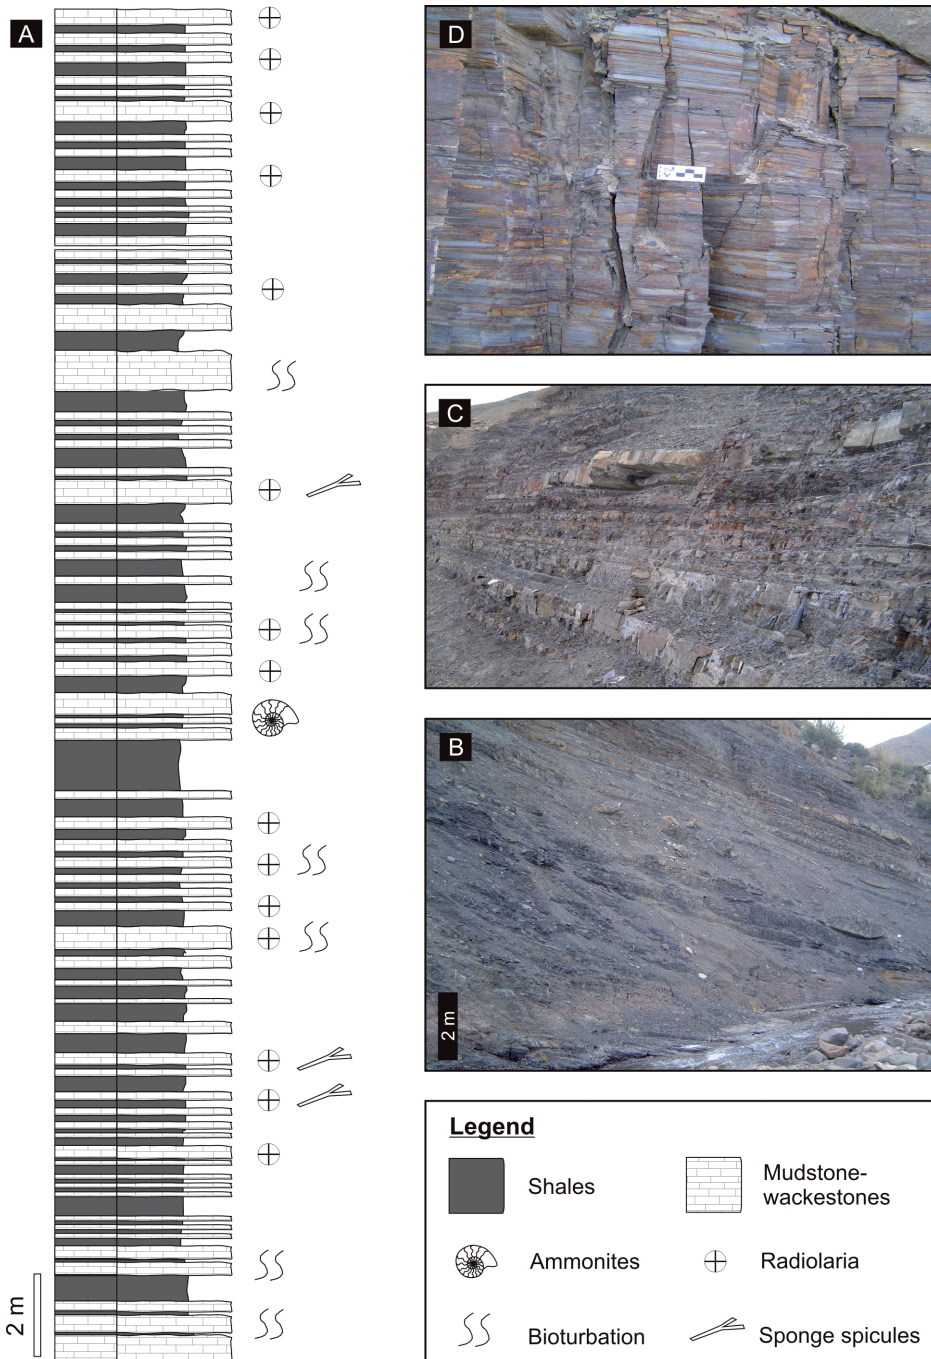 A
2 m
D
C
B
2 m
Legend
Shales
Mudstone-
wackestones
Ammonites
Radiolaria
Bioturbation
Sponge spicules